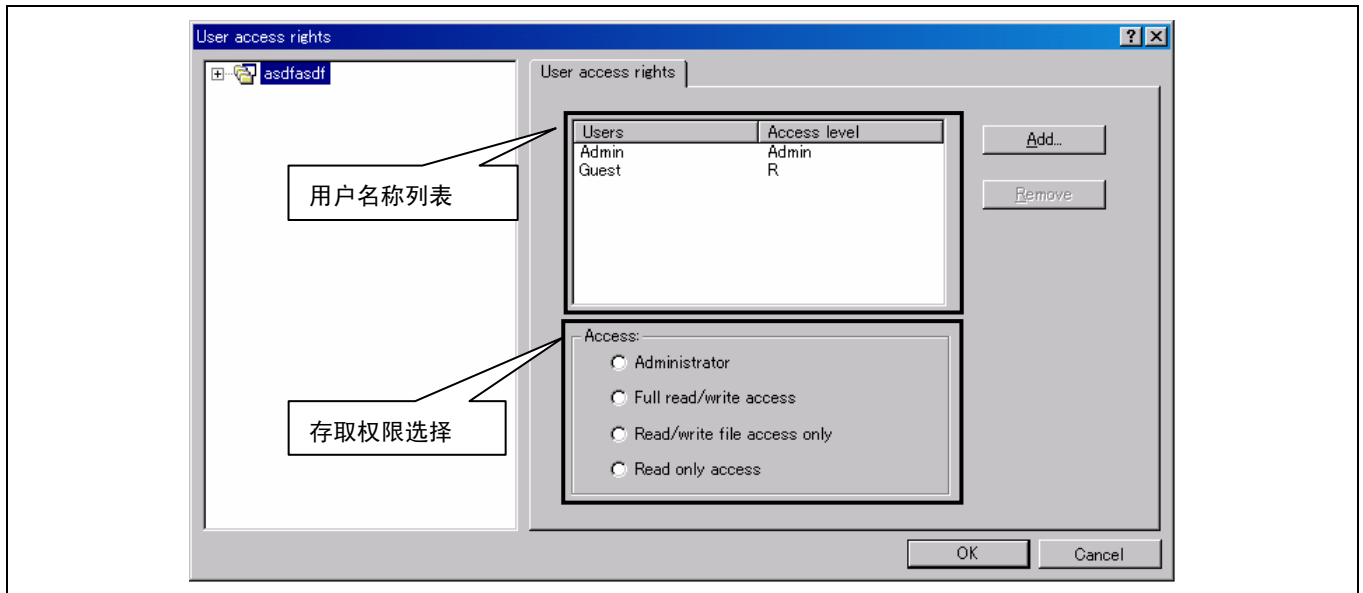 User access rights
asdfasdf
User access rights
Users Access level
Admin Admin
Guest R
Add...
Remove
用户名称列表
Access:
Administrator
Full read/write access
Read/write file access only
Read only access
存取权限选择
OK Cancel